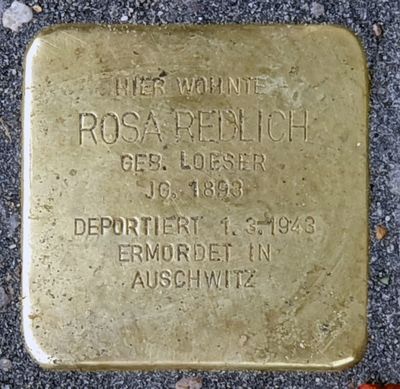 HIER WOHNTE
ROSA REDLICH
GEB. LOESER
JG. 1893
DEPORTIERT 1.3.1943
ERMORDET IN
AUSCHWITZ